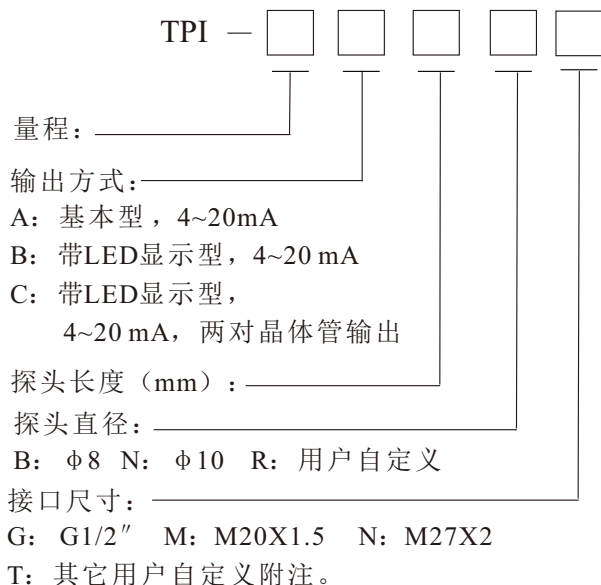 TPI —
量程：
输出方式：
A：基本型，4~20mA
B：带LED显示型，4~20 mA
C：带LED显示型，
4~20 mA，两对晶体管输出
探头长度（mm）：
探头直径：
B：φ8 N：φ10 R：用户自定义
接口尺寸：
G：G1/2″ M：M20X1.5 N：M27X2
T：其它用户自定义附注。